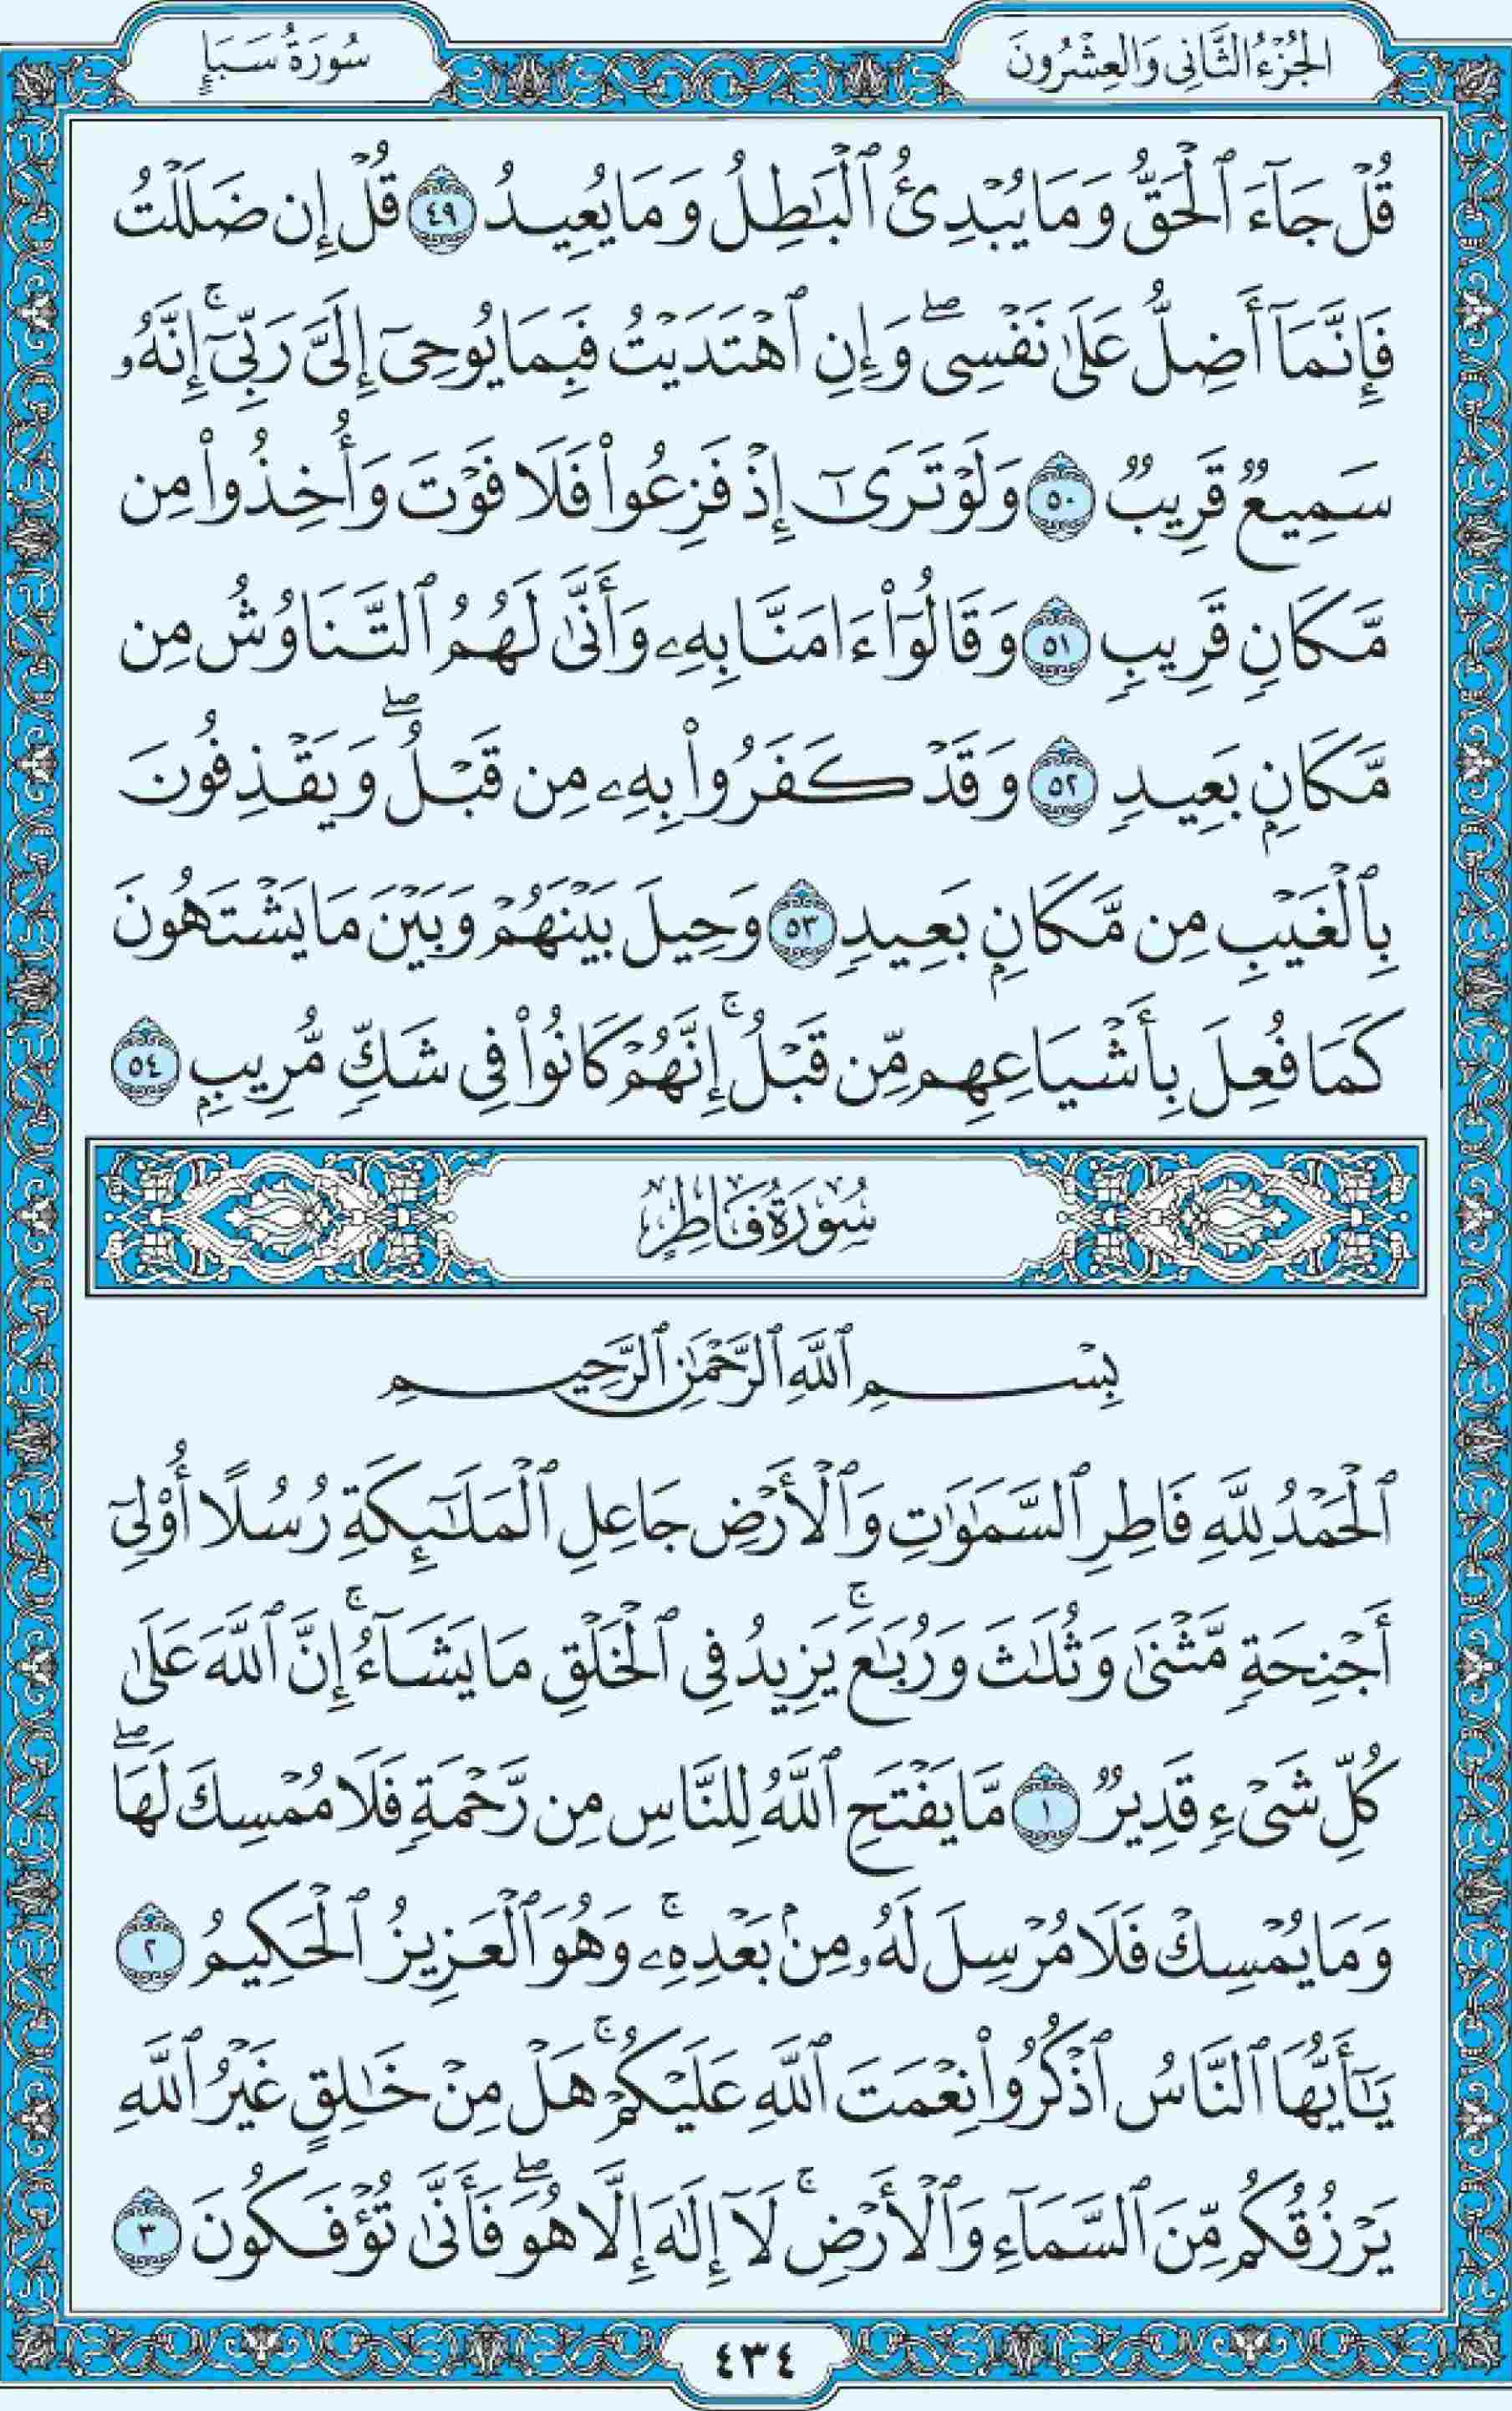 الجُزْءُ الثَّانِي وَالعِشْرُونَ
سُورَةُ سَبَإٍ
قُلْ جَآءَ ٱلْحَقُّ وَمَا يُبْدِئُ ٱلْبَٰطِلُ وَمَا يُعِيدُ ٤٩ قُلْ إِن ضَلَلْتُ
فَإِنَّمَآ أَضِلُّ عَلَىٰ نَفْسِى ۖ وَإِنِ ٱهْتَدَيْتُ فَبِمَا يُوحِىٓ إِلَىَّ رَبِّىٓ ۚ إِنَّهُۥ
سَمِيعٌ قَرِيبٌ ٥٠ وَلَوْ تَرَىٰٓ إِذْ فَزِعُوا۟ فَلَا فَوْتَ وَأُخِذُوا۟ مِن
مَّكَانٍ قَرِيبٍ ٥١ وَقَالُوٓا۟ ءَامَنَّا بِهِۦ وَأَنَّىٰ لَهُمُ ٱلتَّنَاوُشُ مِن
مَّكَانٍۭ بَعِيدٍ ٥٢ وَقَدْ كَفَرُوا۟ بِهِۦ مِن قَبْلُ ۖ وَيَقْذِفُونَ
بِٱلْغَيْبِ مِن مَّكَانٍۭ بَعِيدٍ ٥٣ وَحِيلَ بَيْنَهُمْ وَبَيْنَ مَا يَشْتَهُونَ
كَمَا فُعِلَ بِأَشْيَاعِهِم مِّن قَبْلُ ۚ إِنَّهُمْ كَانُوا۟ فِى شَكٍّ مُّرِيبٍۭ ٥٤
سُورَةُ فَاطِرٍ
بِسْمِ ٱللَّهِ ٱلرَّحْمَٰنِ ٱلرَّحِيمِ
ٱلْحَمْدُ لِلَّهِ فَاطِرِ ٱلسَّمَٰوَٰتِ وَٱلْأَرْضِ جَاعِلِ ٱلْمَلَٰٓئِكَةِ رُسُلًا أُو۟لِىٓ
أَجْنِحَةٍ مَّثْنَىٰ وَثُلَٰثَ وَرُبَٰعَ ۚ يَزِيدُ فِى ٱلْخَلْقِ مَا يَشَآءُ ۚ إِنَّ ٱللَّهَ عَلَىٰ
كُلِّ شَىْءٍ قَدِيرٌ ١ مَّا يَفْتَحِ ٱللَّهُ لِلنَّاسِ مِن رَّحْمَةٍ فَلَا مُمْسِكَ لَهَا ۖ
وَمَا يُمْسِكْ فَلَا مُرْسِلَ لَهُۥ مِنۢ بَعْدِهِۦ ۚ وَهُوَ ٱلْعَزِيزُ ٱلْحَكِيمُ ٢
يَٰٓأَيُّهَا ٱلنَّاسُ ٱذْكُرُوا۟ نِعْمَتَ ٱللَّهِ عَلَيْكُمْ ۚ هَلْ مِنْ خَٰلِقٍ غَيْرُ ٱللَّهِ
يَرْزُقُكُم مِّنَ ٱلسَّمَآءِ وَٱلْأَرْضِ ۚ لَآ إِلَٰهَ إِلَّا هُوَ ۖ فَأَنَّىٰ تُؤْفَكُونَ ٣
٤٣٤